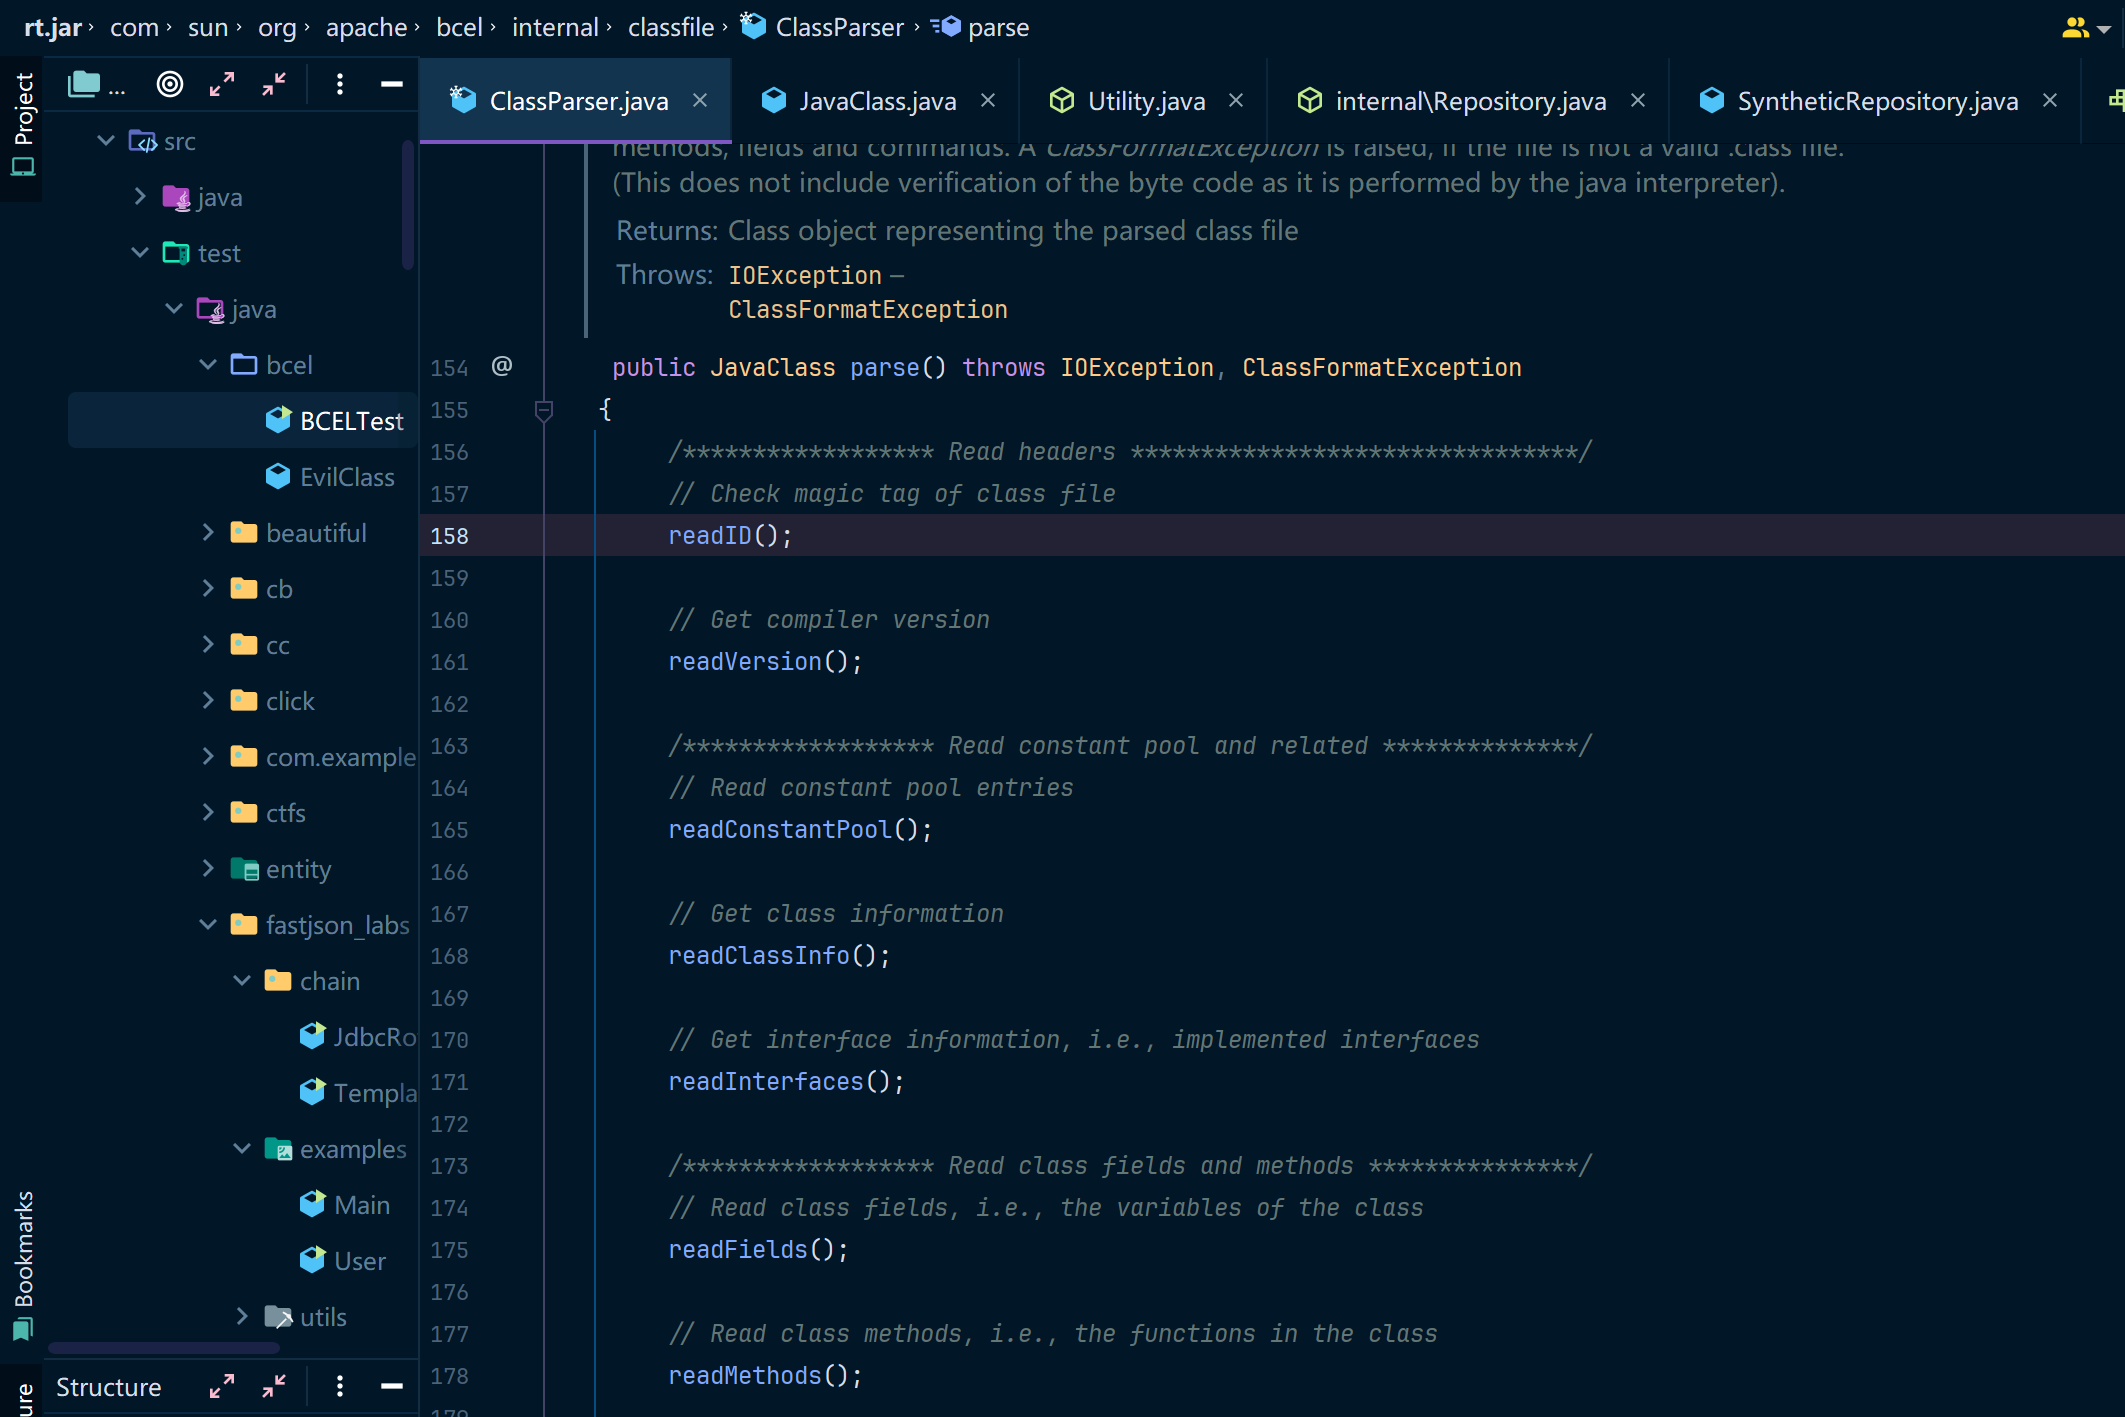 rt.jar › com › sun › org › apache › bcel › internal › classfile › ClassParser › parse
Project
...
ClassParser.java
JavaClass.java
Utility.java
internal\Repository.java
SyntheticRepository.java
src
java
test
java
bcel
BCELTest
EvilClass
beautiful
cb
cc
click
com.example
ctfs
entity
fastjson_labs
chain
JdbcRo
Templa
examples
Main
User
utils
Bookmarks
Structure
ure
methods, fields and commands. A ClassFormatException is raised, if the file is not a valid .class file.
(This does not include verification of the byte code as it is performed by the java interpreter).
Returns: Class object representing the parsed class file
Throws: IOException –
ClassFormatException
154 @ public JavaClass parse() throws IOException, ClassFormatException
155 {
156 /****************** Read headers ********************************/
157 // Check magic tag of class file
158 readID();
159
160 // Get compiler version
161 readVersion();
162
163 /****************** Read constant pool and related **************/
164 // Read constant pool entries
165 readConstantPool();
166
167 // Get class information
168 readClassInfo();
169
170 // Get interface information, i.e., implemented interfaces
171 readInterfaces();
172
173 /****************** Read class fields and methods ***************/
174 // Read class fields, i.e., the variables of the class
175 readFields();
176
177 // Read class methods, i.e., the functions in the class
178 readMethods();
179